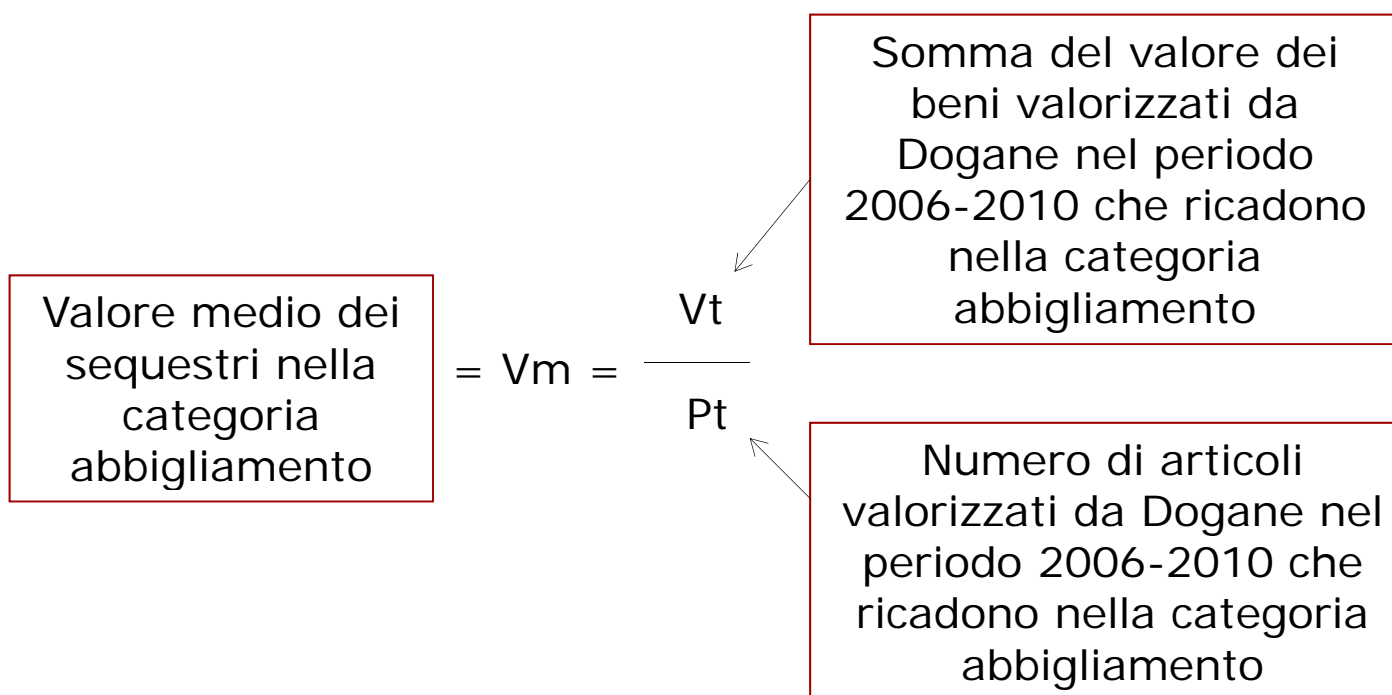 Valore medio dei
sequestri nella
categoria
abbigliamento
= Vm =
Vt
Pt
Somma del valore dei
beni valorizzati da
Dogane nel periodo
2006-2010 che ricadono
nella categoria
abbigliamento
Numero di articoli
valorizzati da Dogane nel
periodo 2006-2010 che
ricadono nella categoria
abbigliamento